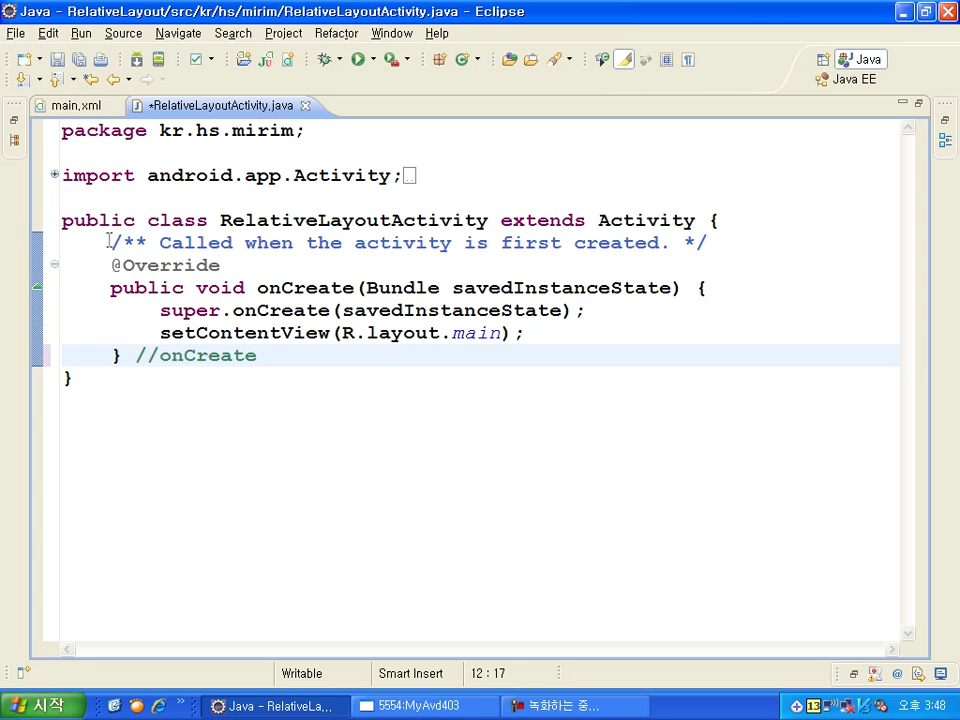 Java - RelativeLayout/src/kr/hs/mirim/RelativeLayoutActivity.java - Eclipse
File Edit Run Source Navigate Search Project Refactor Window Help
Java
Java EE
main.xml *RelativeLayoutActivity.java
package kr.hs.mirim;
import android.app.Activity;
public class RelativeLayoutActivity extends Activity {
/** Called when the activity is first created. */
@Override
public void onCreate(Bundle savedInstanceState) {
super.onCreate(savedInstanceState);
setContentView(R.layout.main);
} //onCreate
}
Writable Smart Insert 12 : 17
시작 Java - RelativeLa... 5554:MyAvd403 녹화하는 중... 13 오후 3:48